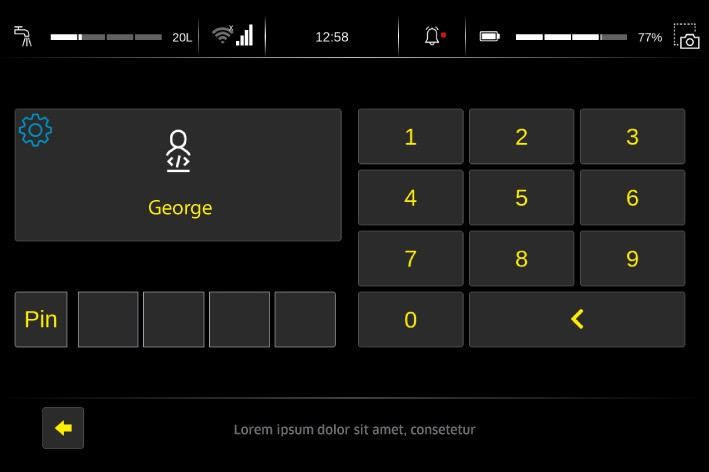 20L 12:58 77%
George
1 2 3
4 5 6
7 8 9
Pin 0
Lorem ipsum dolor sit amet, consetetur